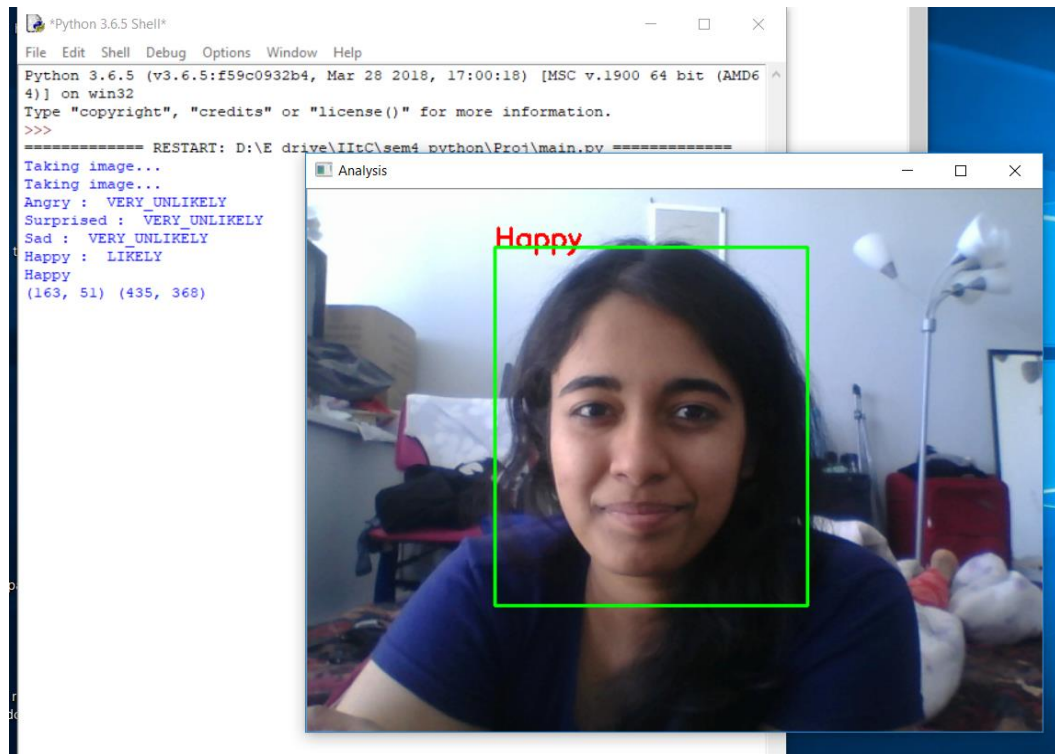 *Python 3.6.5 Shell*
File Edit Shell Debug Options Window Help
Python 3.6.5 (v3.6.5:f59c0932b4, Mar 28 2018, 17:00:18) [MSC v.1900 64 bit (AMD6
4)] on win32
Type "copyright", "credits" or "license()" for more information.
>>>
============= RESTART: D:\E drive\IItC\sem4 python\Proj\main.py =============
Taking image...
Taking image...
Angry :  VERY_UNLIKELY
Surprised :  VERY_UNLIKELY
Sad :  VERY_UNLIKELY
Happy :  LIKELY
Happy
(163, 51) (435, 368)
Analysis
Happy